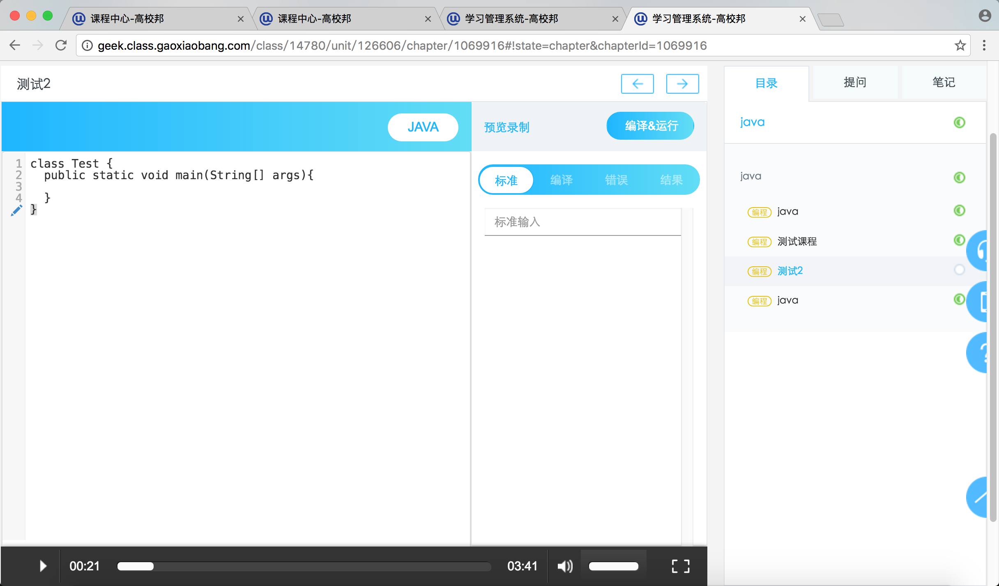 课程中心-高校邦
课程中心-高校邦
学习管理系统-高校邦
学习管理系统-高校邦
geek.class.gaoxiaobang.com/class/14780/unit/126606/chapter/1069916#!state=chapter&chapterId=1069916
测试2
目录
提问
笔记
JAVA
预览录制
编译&运行
java
1 class Test {
2 public static void main(String[] args){
3
4 }
}
标准
编译
错误
结果
标准输入
java
编程 java
编程 测试课程
编程 测试2
编程 java
00:21
03:41